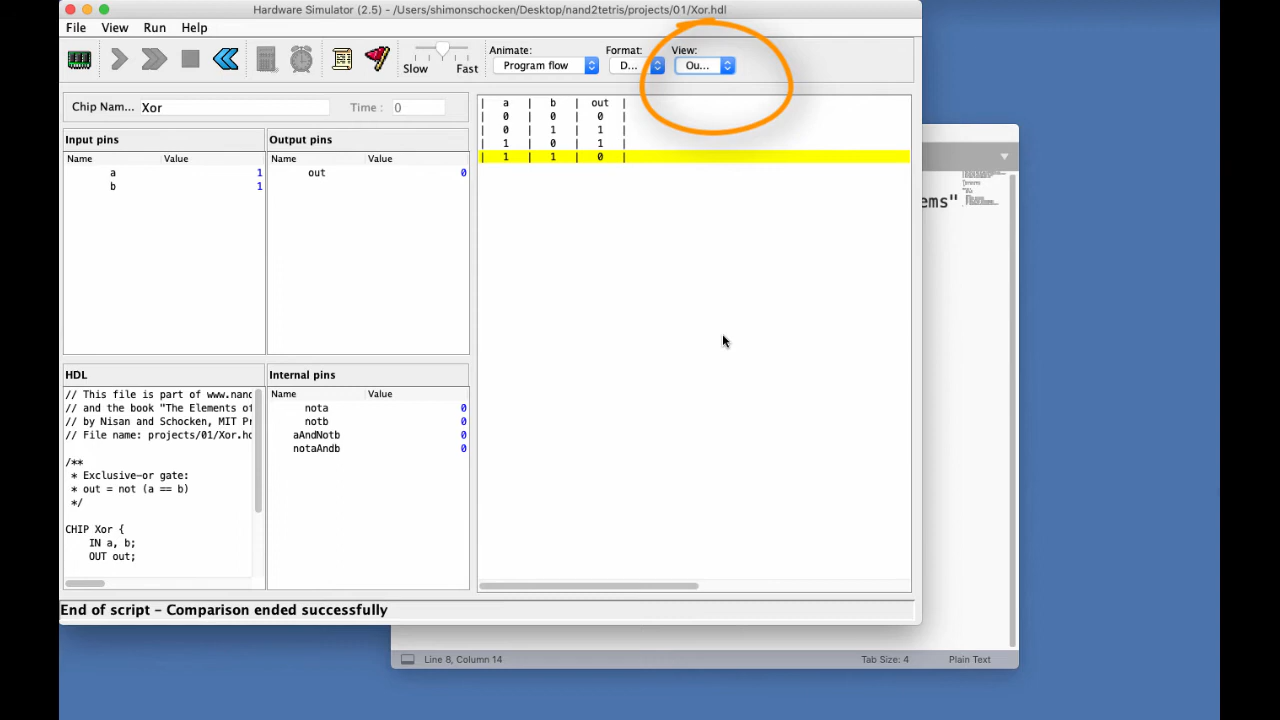 Hardware Simulator (2.5) - /Users/shimonschocken/Desktop/nand2tetris/projects/01/Xor.hdl
File View Run Help
Slow Fast
Animate: Format: View:
Program flow D... Ou...
Chip Nam... Xor Time : 0
Input pins
Name Value
a 1
b 1
Output pins
Name Value
out 0
| a | b | out |
| 0 | 0 | 0 |
| 0 | 1 | 1 |
| 1 | 0 | 1 |
| 1 | 1 | 0 |
HDL
// This file is part of www.nand
// and the book "The Elements of
// by Nisan and Schocken, MIT Pr
// File name: projects/01/Xor.hd
/**
* Exclusive-or gate:
* out = not (a == b)
*/
CHIP Xor {
IN a, b;
OUT out;
Internal pins
Name Value
nota 0
notb 0
aAndNotb 0
notaAndb 0
End of script - Comparison ended successfully
ems"
Line 8, Column 14 Tab Size: 4 Plain Text